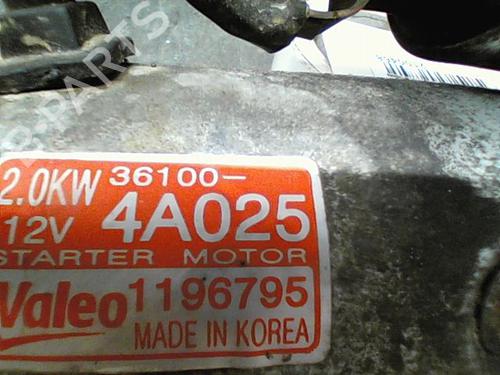 2.0KW 36100-
12V 4A025
STARTER MOTOR
Valeo 1196795
MADE IN KOREA